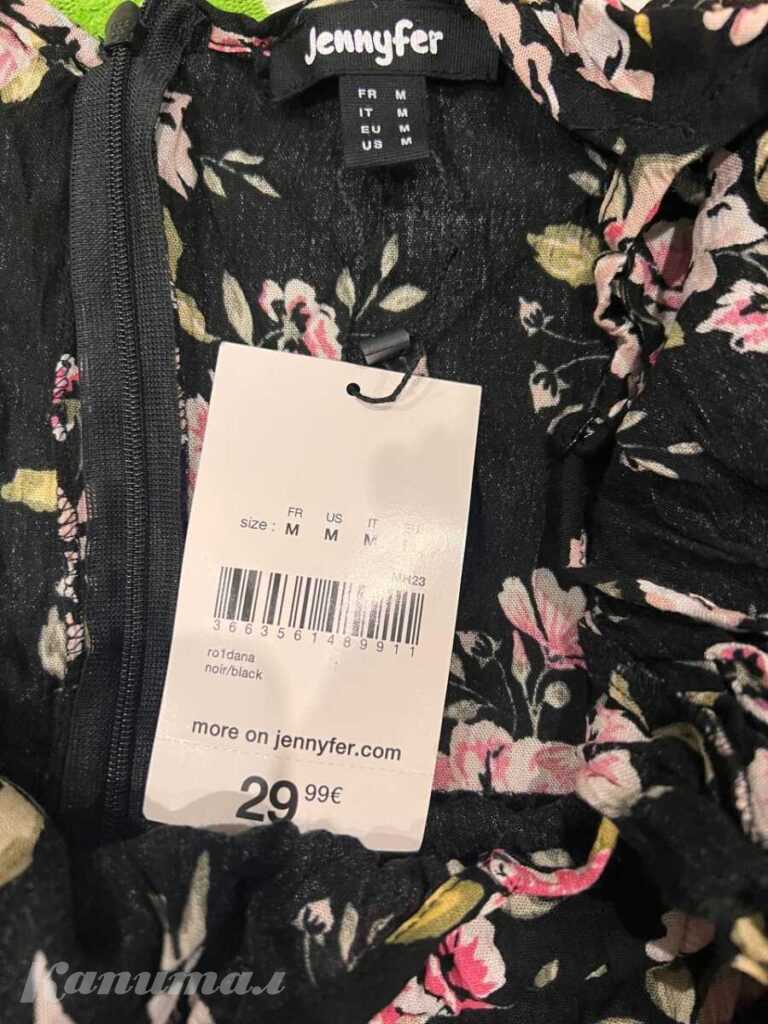 Jennyfer
FR M
IT M
EU M
US M
FR US IT
size : M M M
MH23
3663561489911
ro1dana
noir/black
more on jennyfer.com
29 99€
Капитал